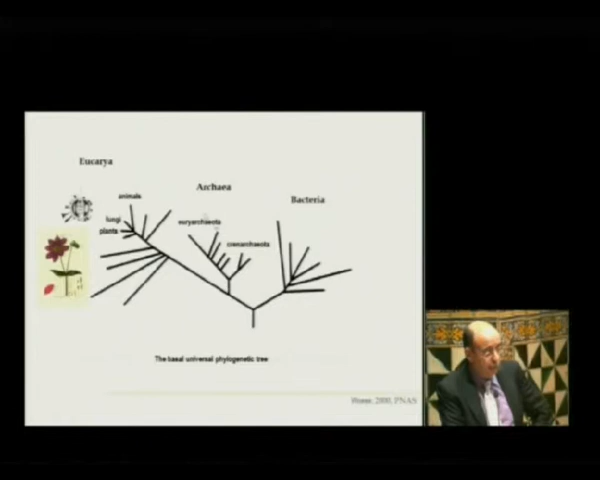 Eucarya
Archaea
Bacteria
animals
fungi
plants
euryarchaeota
crenarchaeota
The basal universal phylogenetic tree
Woese, 2000, PNAS